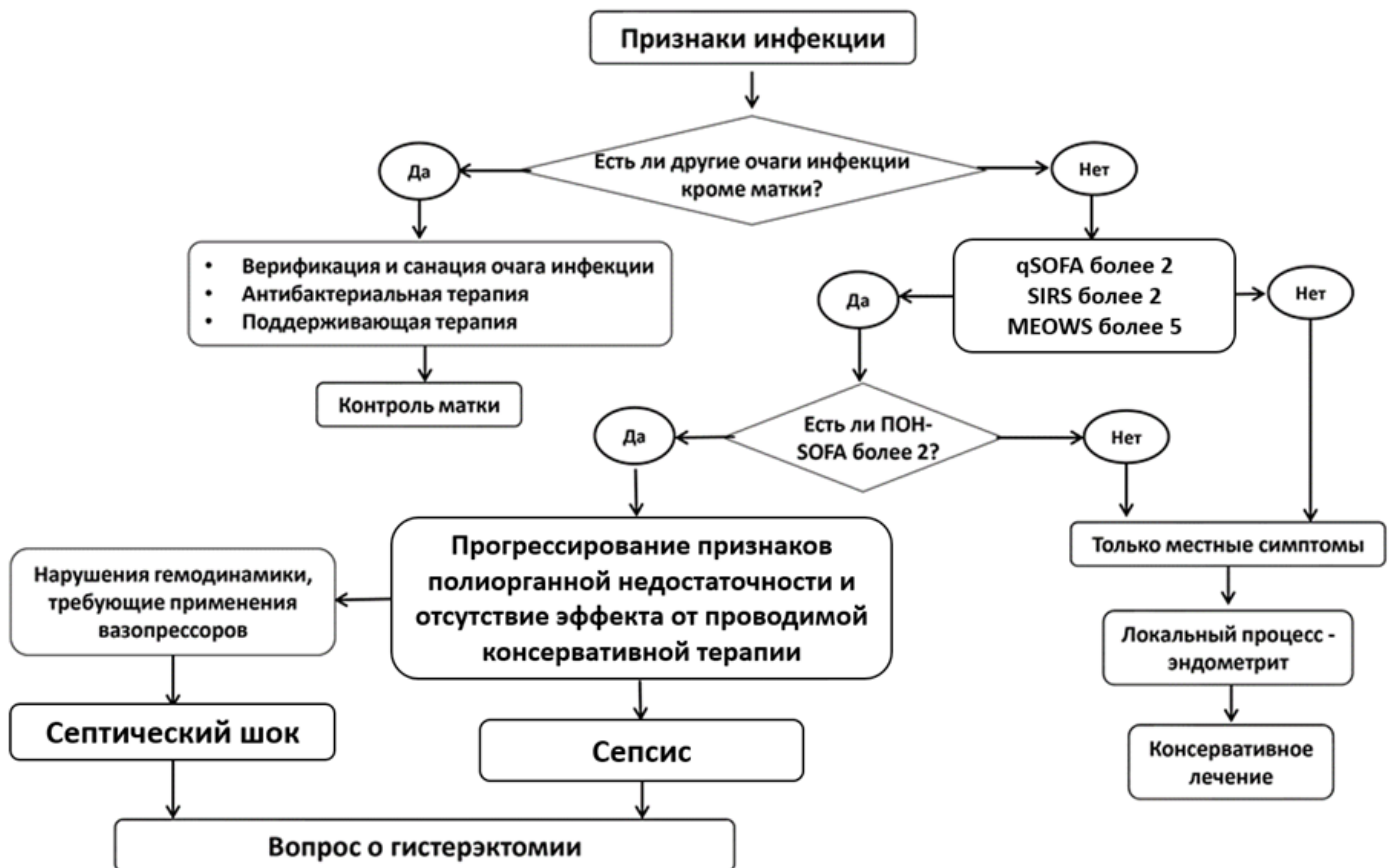 Признаки инфекции
Есть ли другие очаги инфекции
кроме матки?
Да
Нет
• Верификация и санация очага инфекции
• Антибактериальная терапия
• Поддерживающая терапия
qSOFA более 2
SIRS более 2
MEOWS более 5
Да
Нет
Контроль матки
Есть ли ПОН-
SOFA более 2?
Да
Нет
Прогрессирование признаков
полиорганной недостаточности и
отсутствие эффекта от проводимой
консервативной терапии
Только местные симптомы
Нарушения гемодинамики,
требующие применения
вазопрессоров
Локальный процесс -
эндометрит
Септический шок
Сепсис
Консервативное
лечение
Вопрос о гистерэктомии